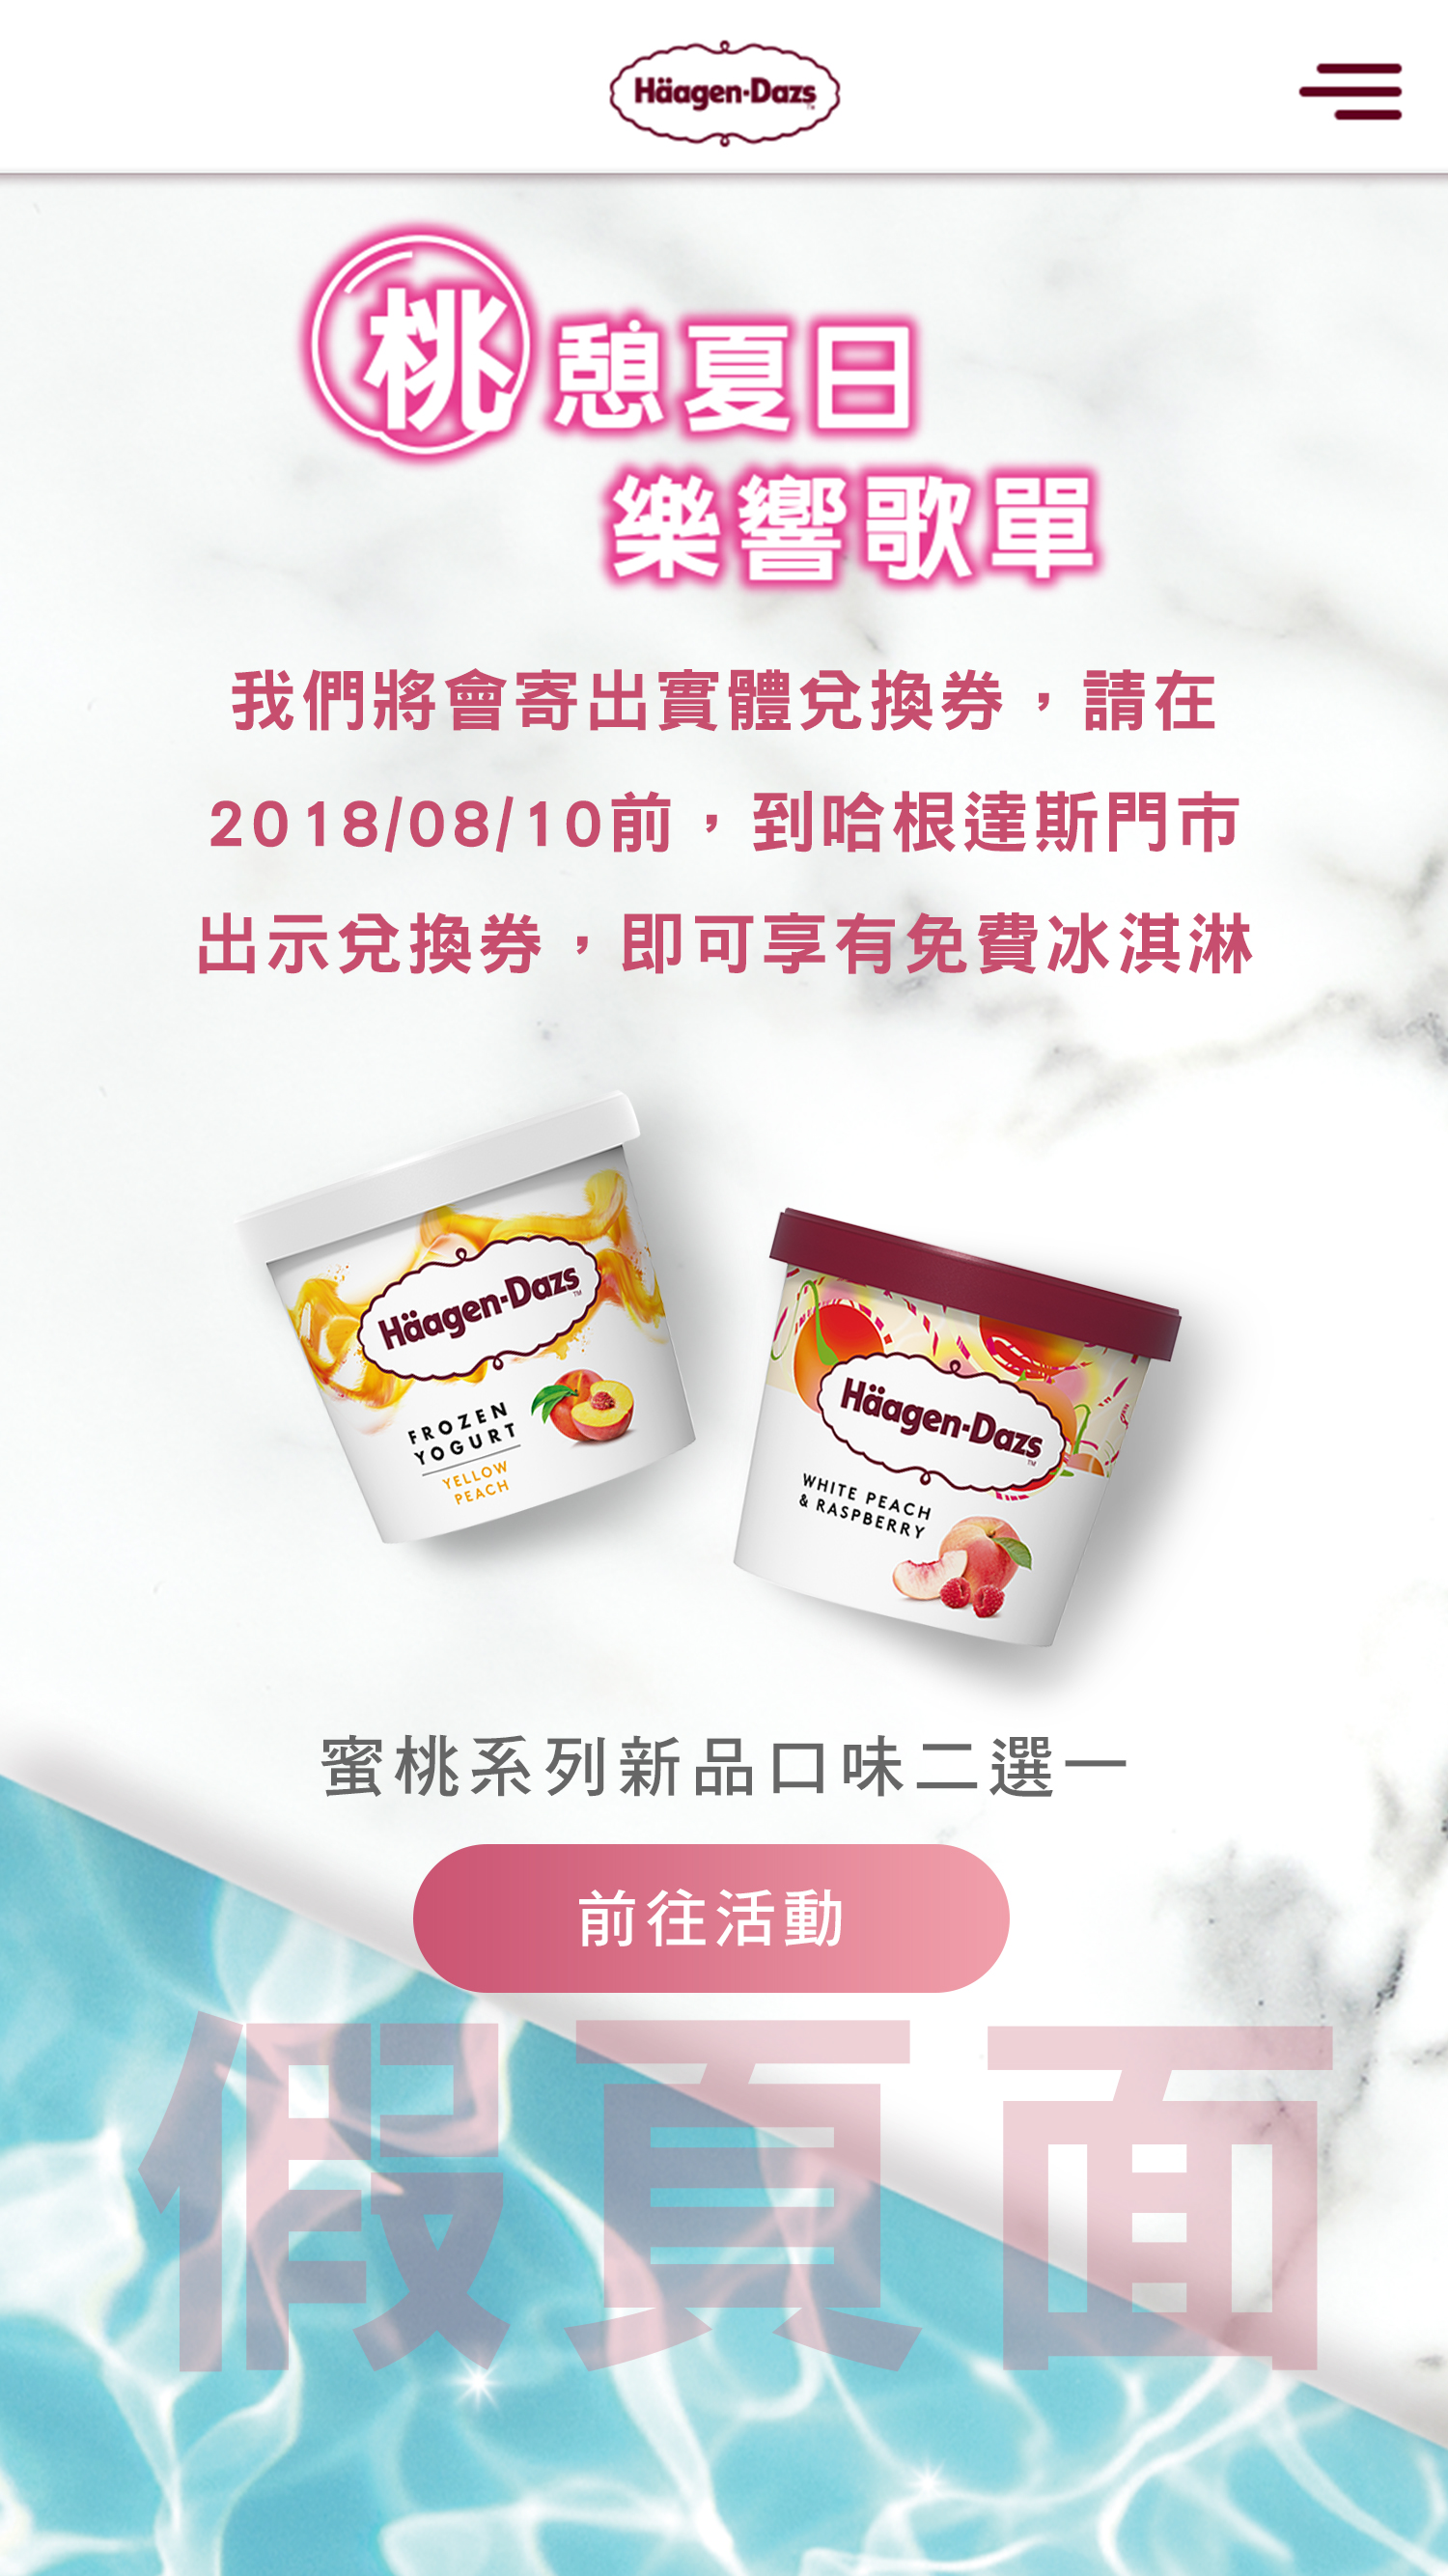 Häagen-Dazs
桃憩夏日
樂響歌單
我們將會寄出實體兌換券，請在
2018/08/10前，到哈根達斯門市
出示兌換券，即可享有免費冰淇淋
Häagen-Dazs
TM
FROZEN
YOGURT
YELLOW
PEACH
Häagen-Dazs
TM
WHITE PEACH
& RASPBERRY
蜜桃系列新品口味二選一
前往活動
假頁面